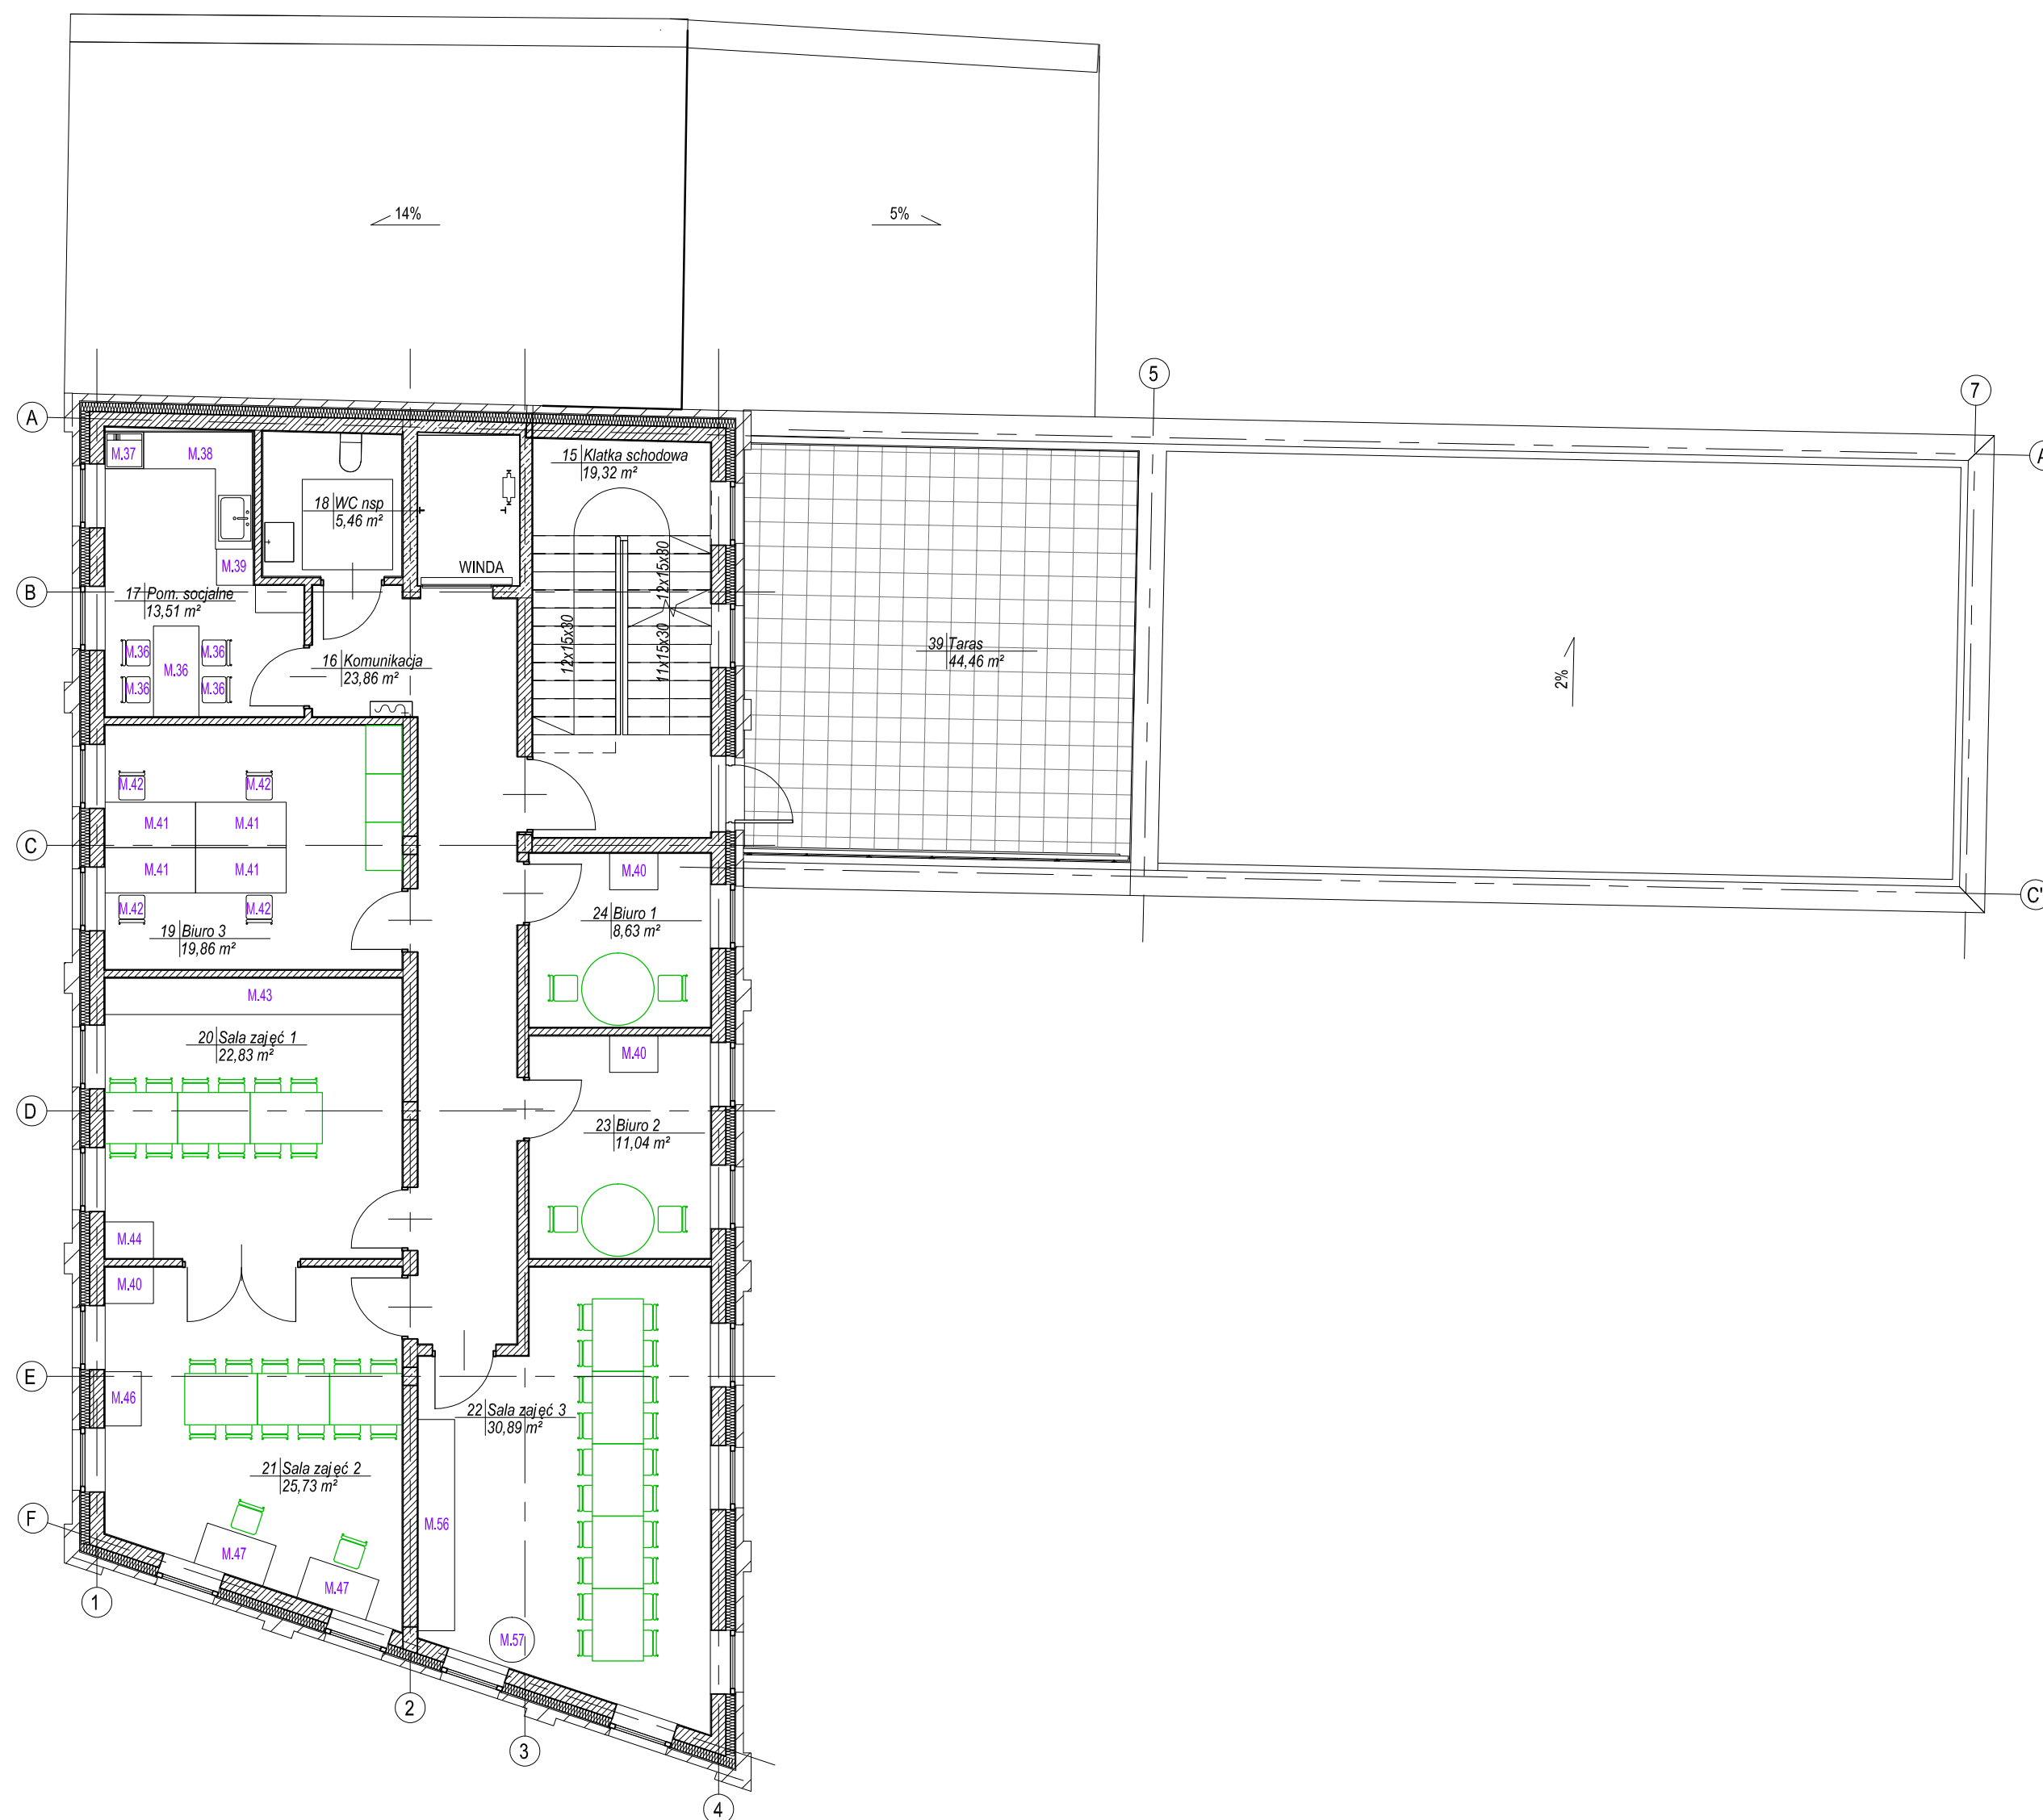 14%
5%
5
7
A
A
M.37
M.38
15 Klatka schodowa
19,32 m²
18 WC nsp
5,46 m²
M.39
WINDA
12x15x30
12x15x30
11x15x30
B
17 Pom. socjalne
13,51 m²
16 Komunikacja
23,86 m²
39 Taras
44,46 m²
2%
M.36
M.36
M.36
M.36
M.36
M.42
M.42
M.41
M.41
C
M.41
M.41
M.40
C'
M.42
M.42
24 Biuro 1
8,63 m²
19 Biuro 3
19,86 m²
M.43
20 Sala zajęć 1
22,83 m²
M.40
D
23 Biuro 2
11,04 m²
M.44
M.40
E
M.46
22 Sala zajęć 3
30,89 m²
21 Sala zajęć 2
25,73 m²
F
M.56
M.47
M.47
M.57
1
2
3
4